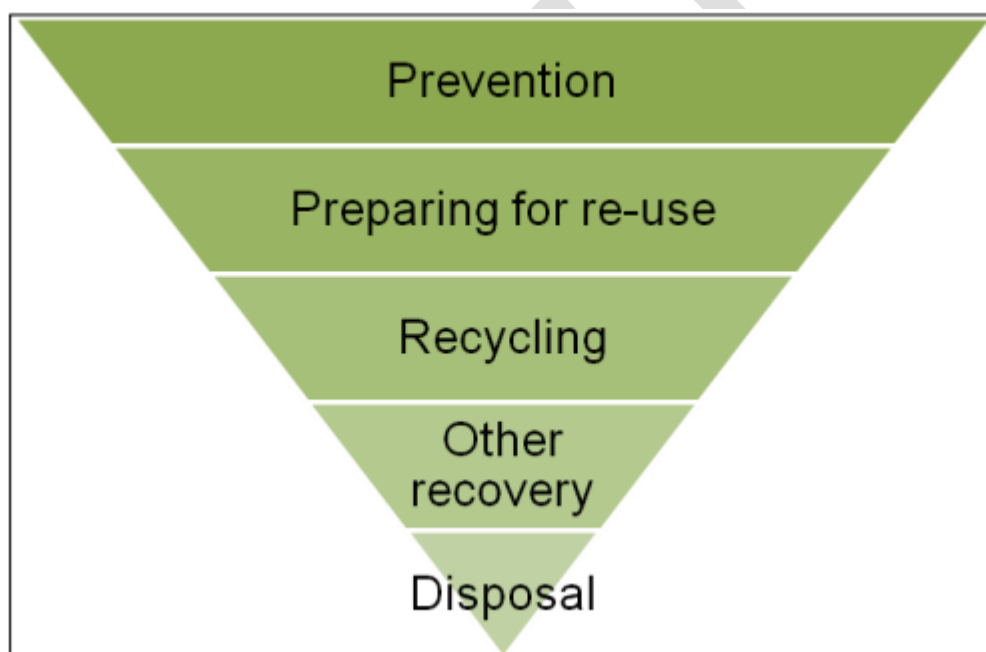 Prevention
Preparing for re-use
Recycling
Other
recovery
Disposal